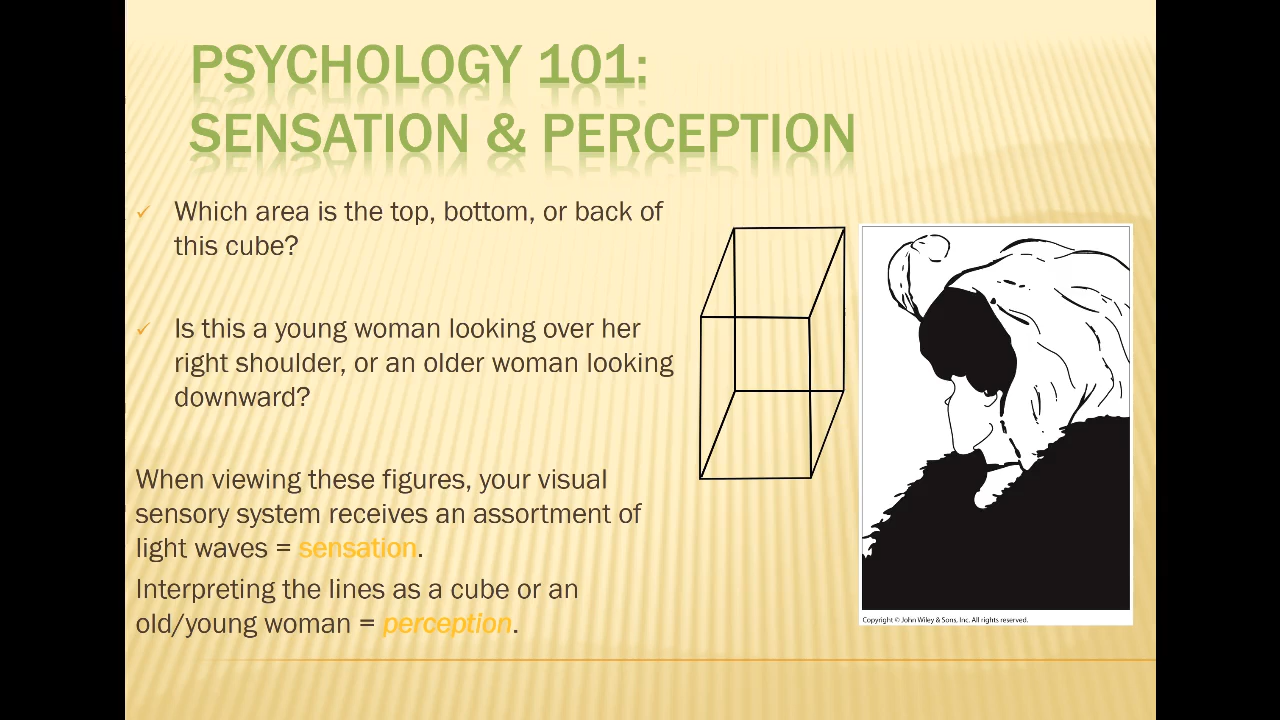 PSYCHOLOGY 101:
SENSATION & PERCEPTION
Which area is the top, bottom, or back of
this cube?
Is this a young woman looking over her
right shoulder, or an older woman looking
downward?
When viewing these figures, your visual
sensory system receives an assortment of
light waves = sensation.
Interpreting the lines as a cube or an
old/young woman = perception.
Copyright © John Wiley & Sons, Inc. All rights reserved.